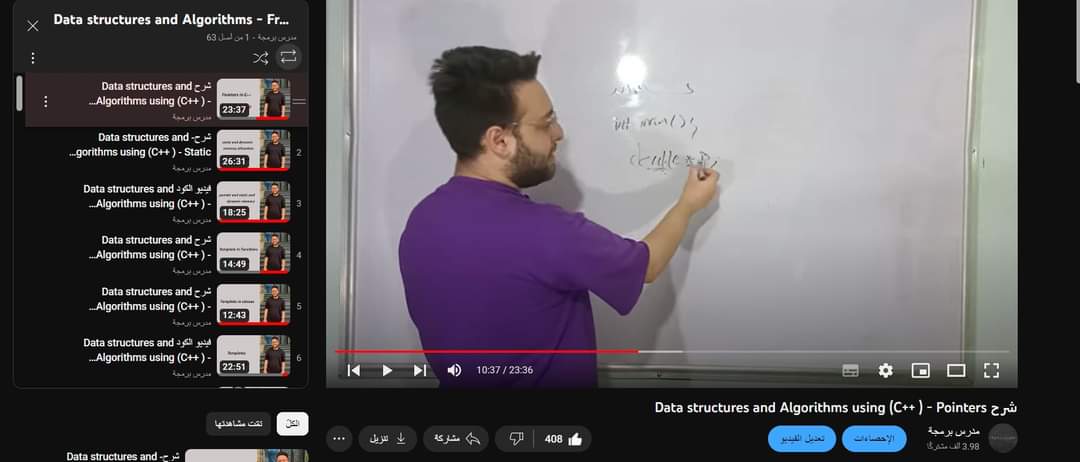 Data structures and Algorithms - Fr...
مدرس برمجة - 1 من أصل 63
شرح Data structures and
Algorithms using (C++ ) -...
مدرس برمجة
Pointers in C++
23:37
شرح- Data structures and
gorithms using (C++ ) - Static...
مدرس برمجة
26:31
2
فيديو الكود Data structures and
Algorithms using (C++ ) -...
مدرس برمجة
18:25
3
شرح Data structures and
Algorithms using (C++ ) -...
مدرس برمجة
14:49
4
شرح Data structures and
Algorithms using (C++ ) -...
مدرس برمجة
12:43
5
فيديو الكود Data structures and
Algorithms using (C++ ) -...
مدرس برمجة
Templates
22:51
6
الكل
تمت مشاهدتها
شرح- Data structures and
int num();
double *
10:37 / 23:36
شرح Data structures and Algorithms using (C++ ) - Pointers
مدرس برمجة
3.98 ألف مشترك
الإحصاءات
تعديل الفيديو
408
مشاركة
تنزيل